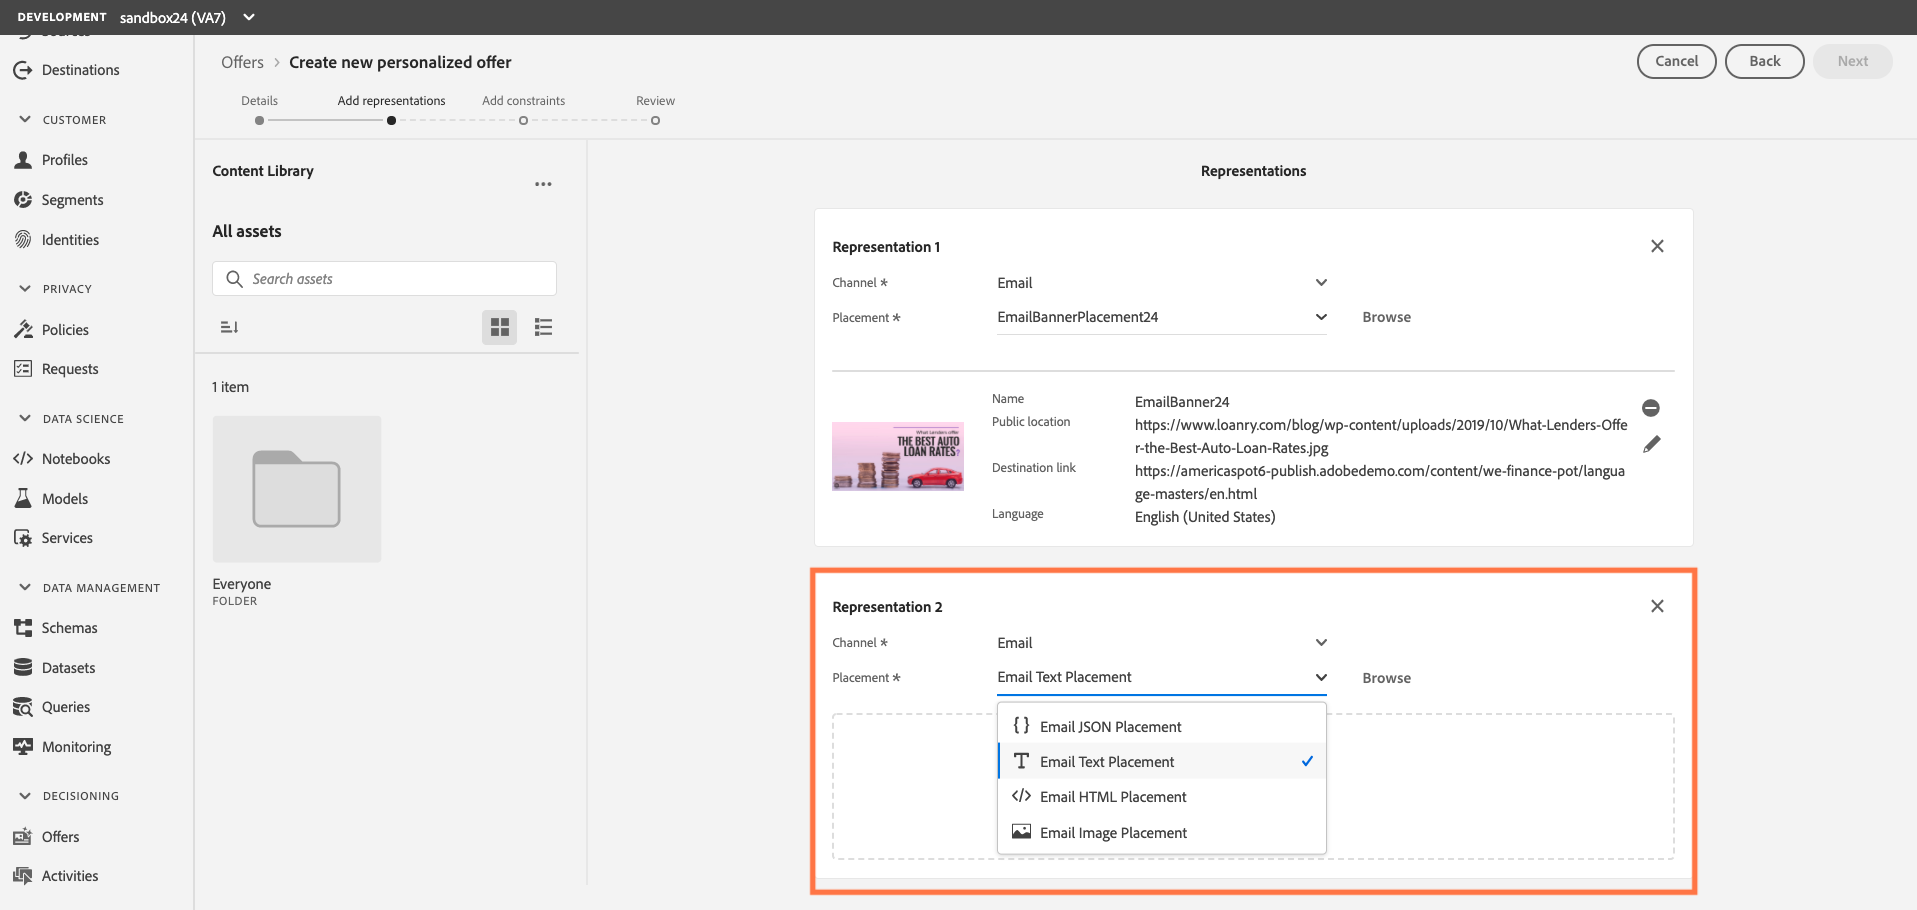 DEVELOPMENT sandbox24 (VA7)
Sources
Destinations
CUSTOMER
Profiles
Segments
Identities
PRIVACY
Policies
Requests
DATA SCIENCE
Notebooks
Models
Services
DATA MANAGEMENT
Schemas
Datasets
Queries
Monitoring
DECISIONING
Offers
Activities
Offers > Create new personalized offer
Cancel
Back
Next
Details
Add representations
Add constraints
Review
Content Library
All assets
Search assets
1 item
Everyone
FOLDER
Representations
Representation 1
Channel * Email
Placement * EmailBannerPlacement24 Browse
What Lenders offer
THE BEST AUTO
LOAN RATES?
Name EmailBanner24
Public location https://www.loanry.com/blog/wp-content/uploads/2019/10/What-Lenders-Offe
r-the-Best-Auto-Loan-Rates.jpg
Destination link https://americaspot6-publish.adobedemo.com/content/we-finance-pot/langua
ge-masters/en.html
Language English (United States)
Representation 2
Channel * Email
Placement * Email Text Placement Browse
{ } Email JSON Placement
T Email Text Placement
</> Email HTML Placement
Email Image Placement